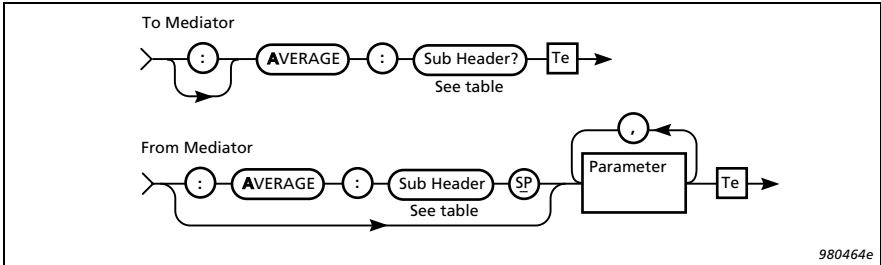 To Mediator
: AVERAGE : Sub Header? Te
See table
From Mediator
,
: AVERAGE : Sub Header SP Parameter Te
See table
980464e